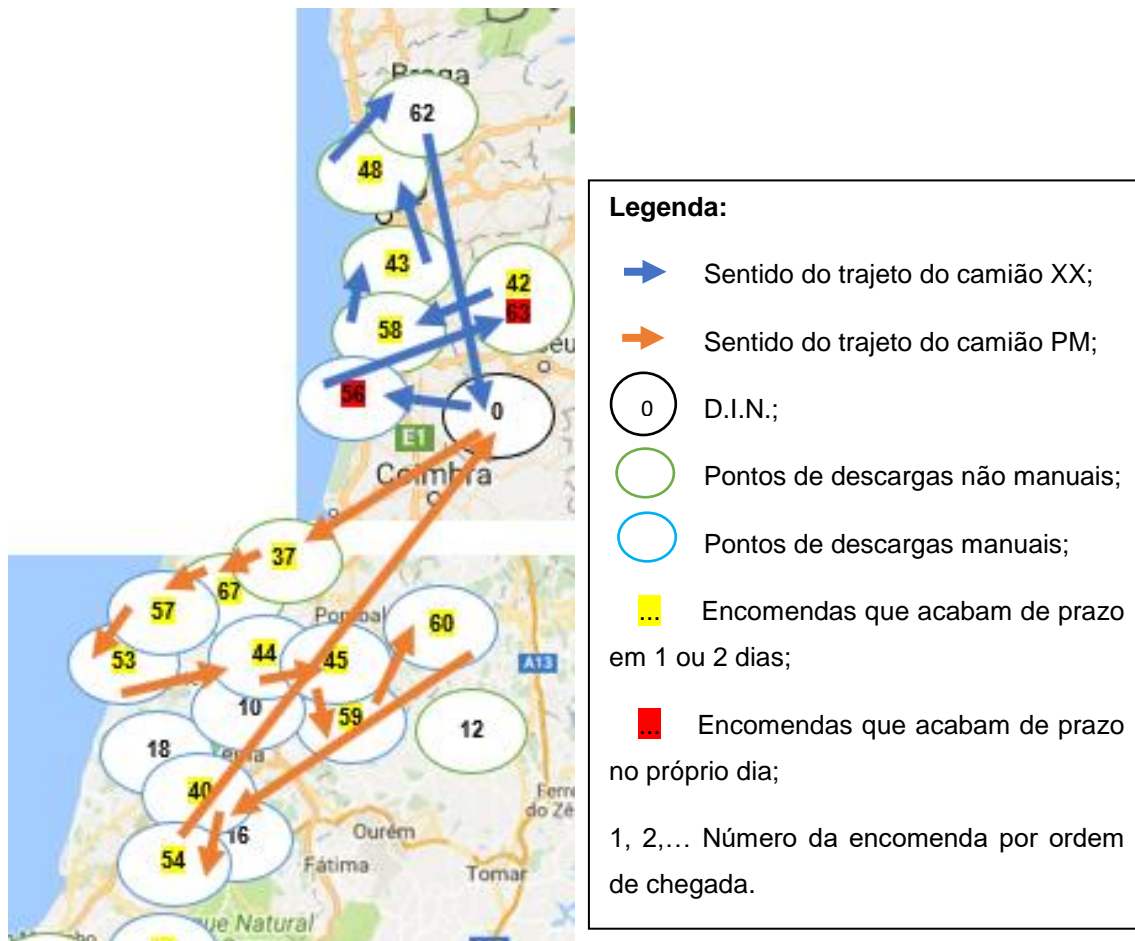 Braga
62
48
43
42
63
58
56
0
E1
Coimbra
37
67
57
Pombal
60
53
44
45
A13
10
59
12
18
40
16
Ourém
54
Fátima
Tomar
Legenda:
Sentido do trajeto do camião XX;
Sentido do trajeto do camião PM;
0 D.I.N.;
Pontos de descargas não manuais;
Pontos de descargas manuais;
... Encomendas que acabam de prazo
em 1 ou 2 dias;
... Encomendas que acabam de prazo
no próprio dia;
1, 2,… Número da encomenda por ordem
de chegada.